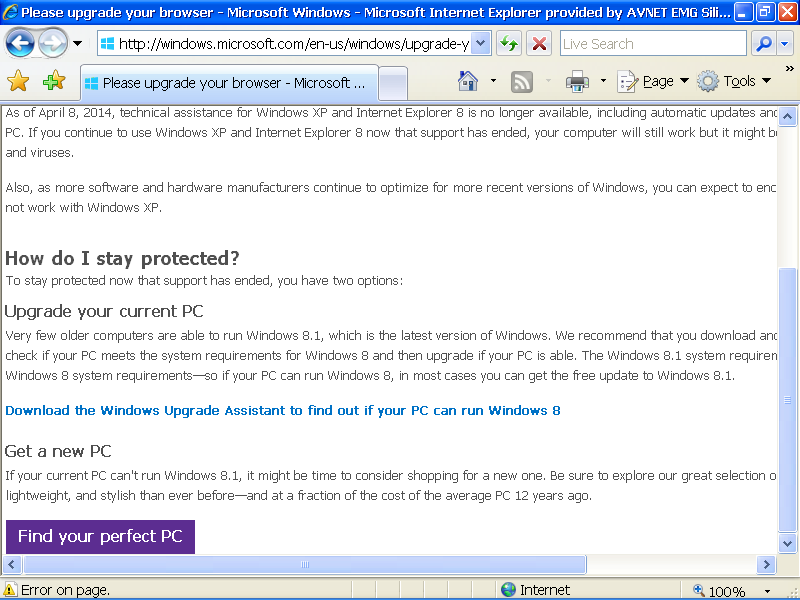 Please upgrade your browser - Microsoft Windows - Microsoft Internet Explorer provided by AVNET EMG Sili...
http://windows.microsoft.com/en-us/windows/upgrade-y
Live Search
Please upgrade your browser - Microsoft ...
Page
Tools
As of April 8, 2014, technical assistance for Windows XP and Internet Explorer 8 is no longer available, including automatic updates and
PC. If you continue to use Windows XP and Internet Explorer 8 now that support has ended, your computer will still work but it might be
and viruses.
Also, as more software and hardware manufacturers continue to optimize for more recent versions of Windows, you can expect to enc
not work with Windows XP.
How do I stay protected?
To stay protected now that support has ended, you have two options:
Upgrade your current PC
Very few older computers are able to run Windows 8.1, which is the latest version of Windows. We recommend that you download and
check if your PC meets the system requirements for Windows 8 and then upgrade if your PC is able. The Windows 8.1 system requirem
Windows 8 system requirements—so if your PC can run Windows 8, in most cases you can get the free update to Windows 8.1.
Download the Windows Upgrade Assistant to find out if your PC can run Windows 8
Get a new PC
If your current PC can't run Windows 8.1, it might be time to consider shopping for a new one. Be sure to explore our great selection o
lightweight, and stylish than ever before—and at a fraction of the cost of the average PC 12 years ago.
Find your perfect PC
Error on page.
Internet
100%